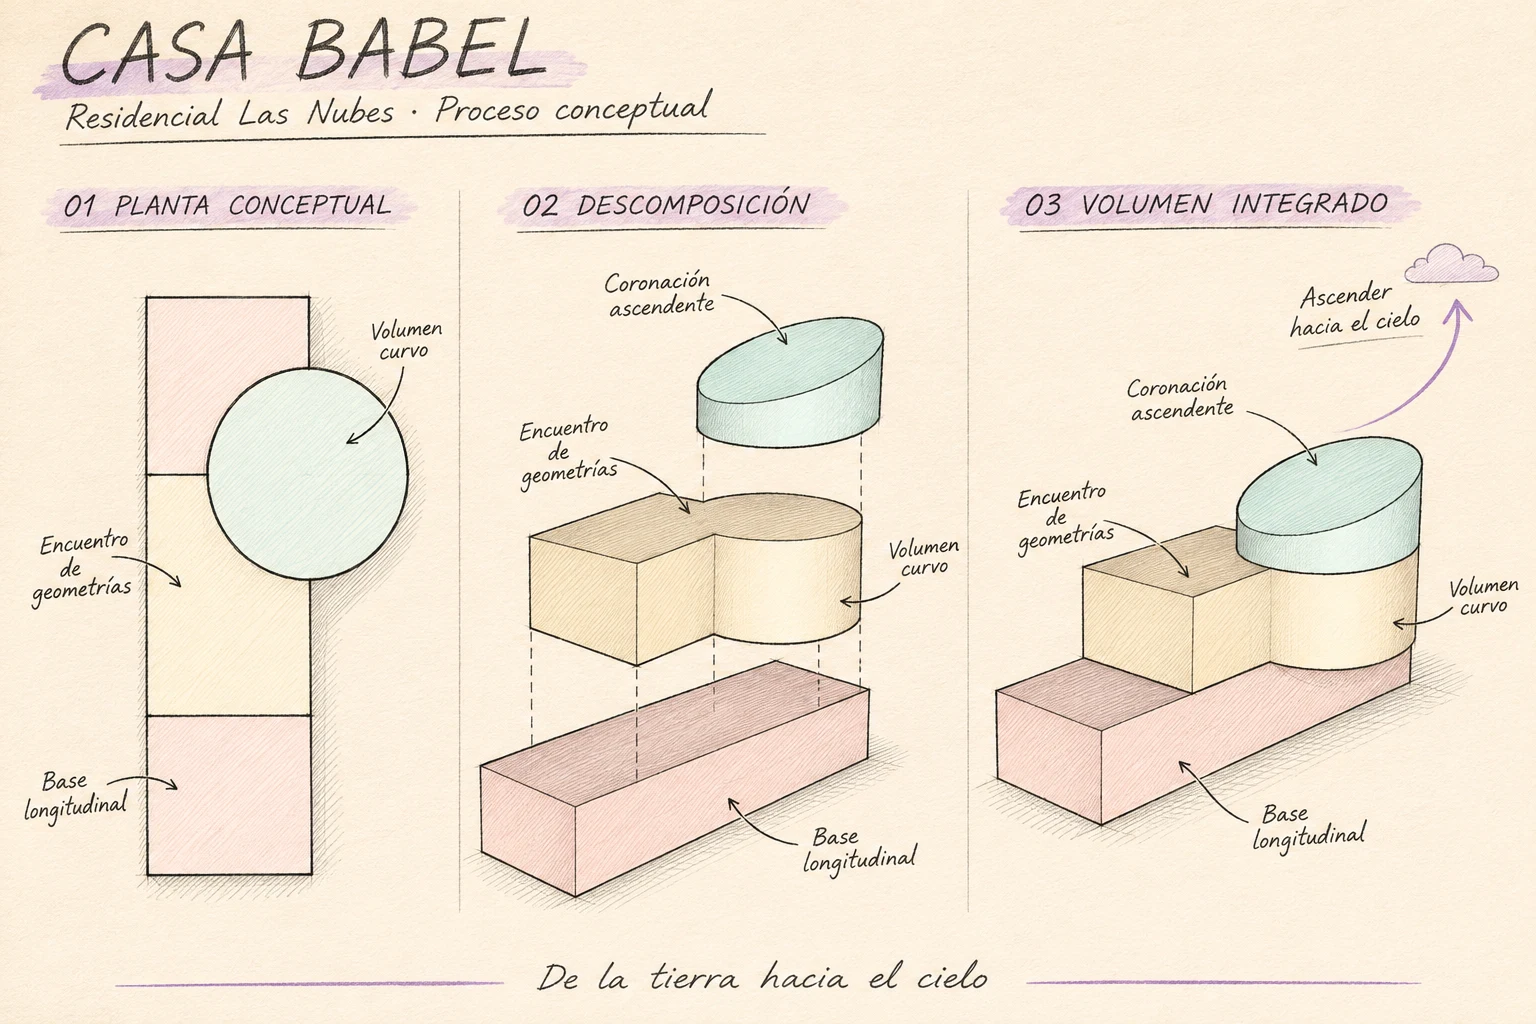 CASA BABEL
Residencial Las Nubes · Proceso conceptual
01 PLANTA CONCEPTUAL
Volumen
curvo
Encuentro
de
geometrías
Base
longitudinal
02 DESCOMPOSICIÓN
Coronación
ascendente
Encuentro
de
geometrías
Volumen
curvo
Base
longitudinal
03 VOLUMEN INTEGRADO
Ascender
hacia el cielo
Coronación
ascendente
Encuentro
de
geometrías
Volumen
curvo
Base
longitudinal
De la tierra hacia el cielo